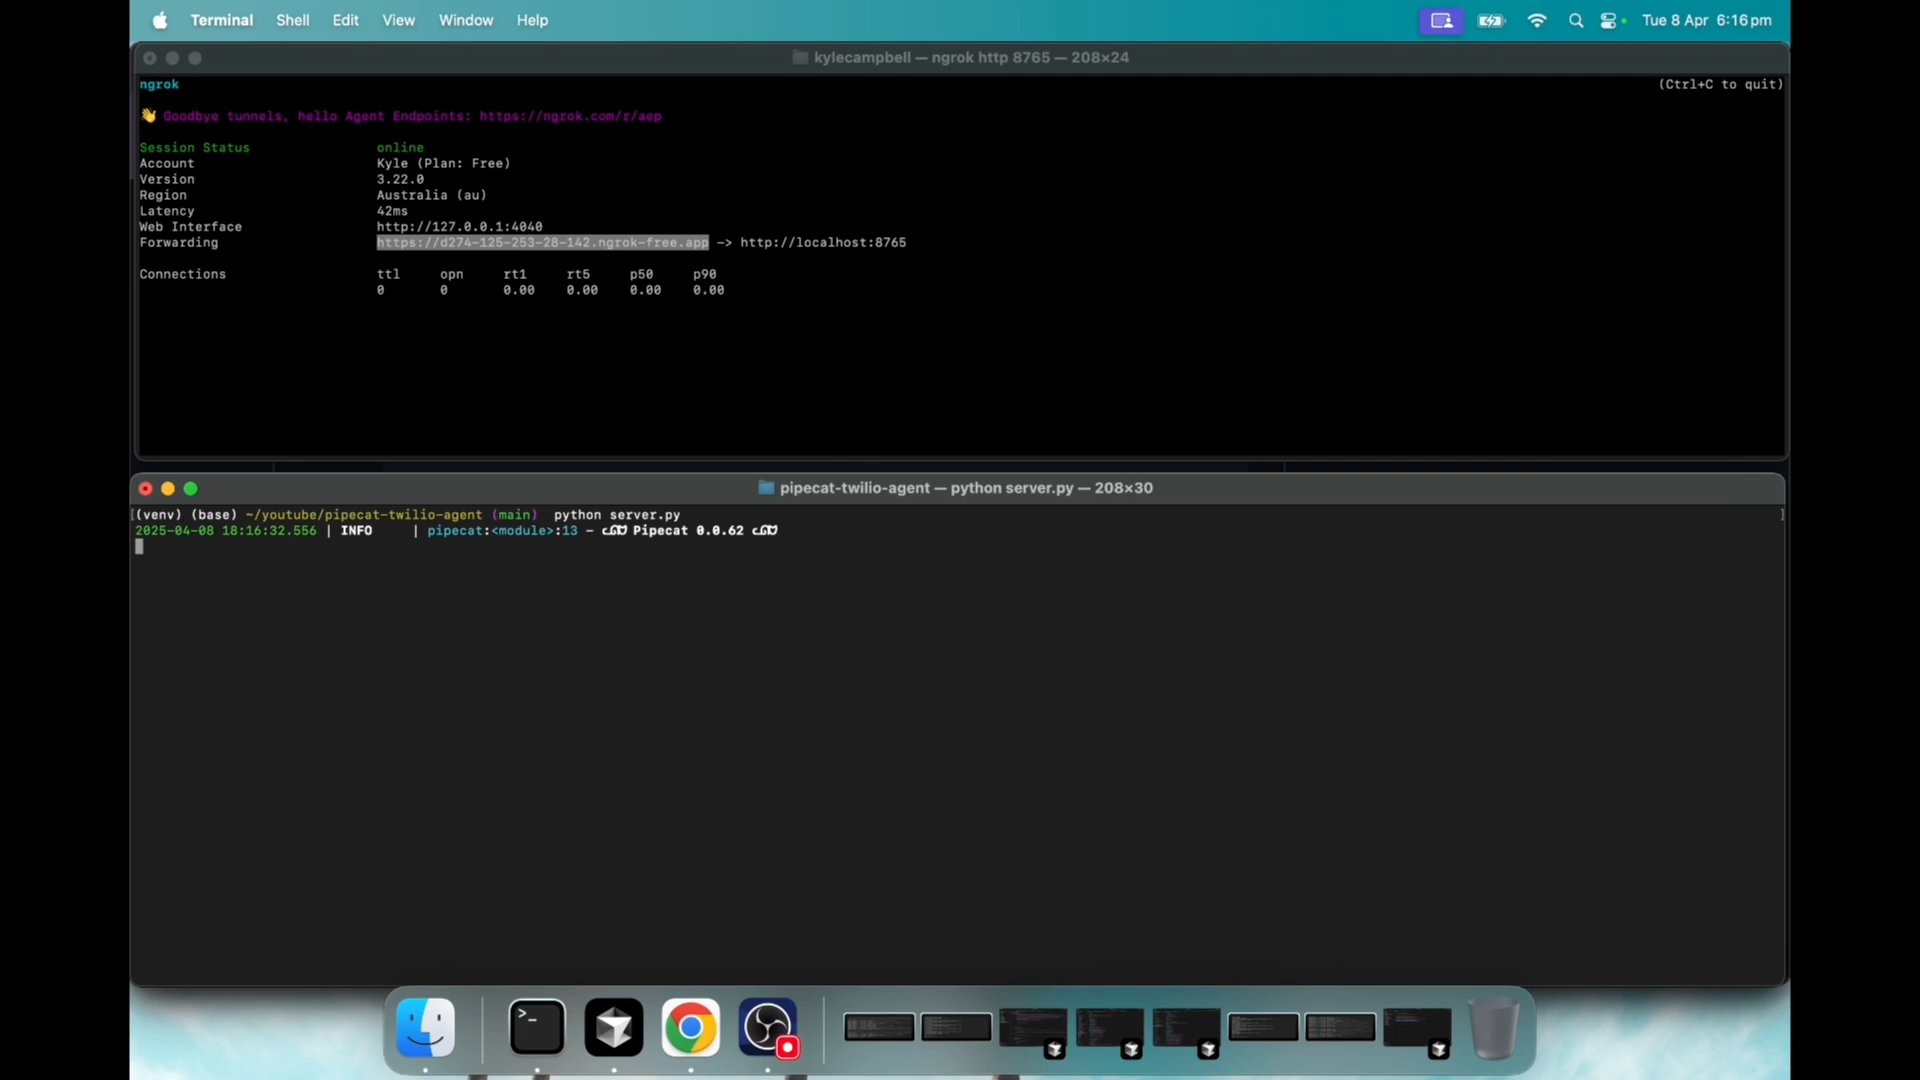 Terminal Shell Edit View Window Help Tue 8 Apr 6:16 pm
kylecampbell — ngrok http 8765 — 208×24
ngrok (Ctrl+C to quit)
👋 Goodbye tunnels, hello Agent Endpoints: https://ngrok.com/r/aep
Session Status online
Account Kyle (Plan: Free)
Version 3.22.0
Region Australia (au)
Latency 42ms
Web Interface http://127.0.0.1:4040
Forwarding https://d274-125-253-28-142.ngrok-free.app -> http://localhost:8765
Connections ttl opn rt1 rt5 p50 p90
0 0 0.00 0.00 0.00 0.00
pipecat-twilio-agent — python server.py — 208×30
[(venv) (base) ~/youtube/pipecat-twilio-agent (main) python server.py ]
2025-04-08 18:16:32.556 | INFO | pipecat:<module>:13 - ᓚᘏᗢ Pipecat 0.0.62 ᓚᘏᗢ